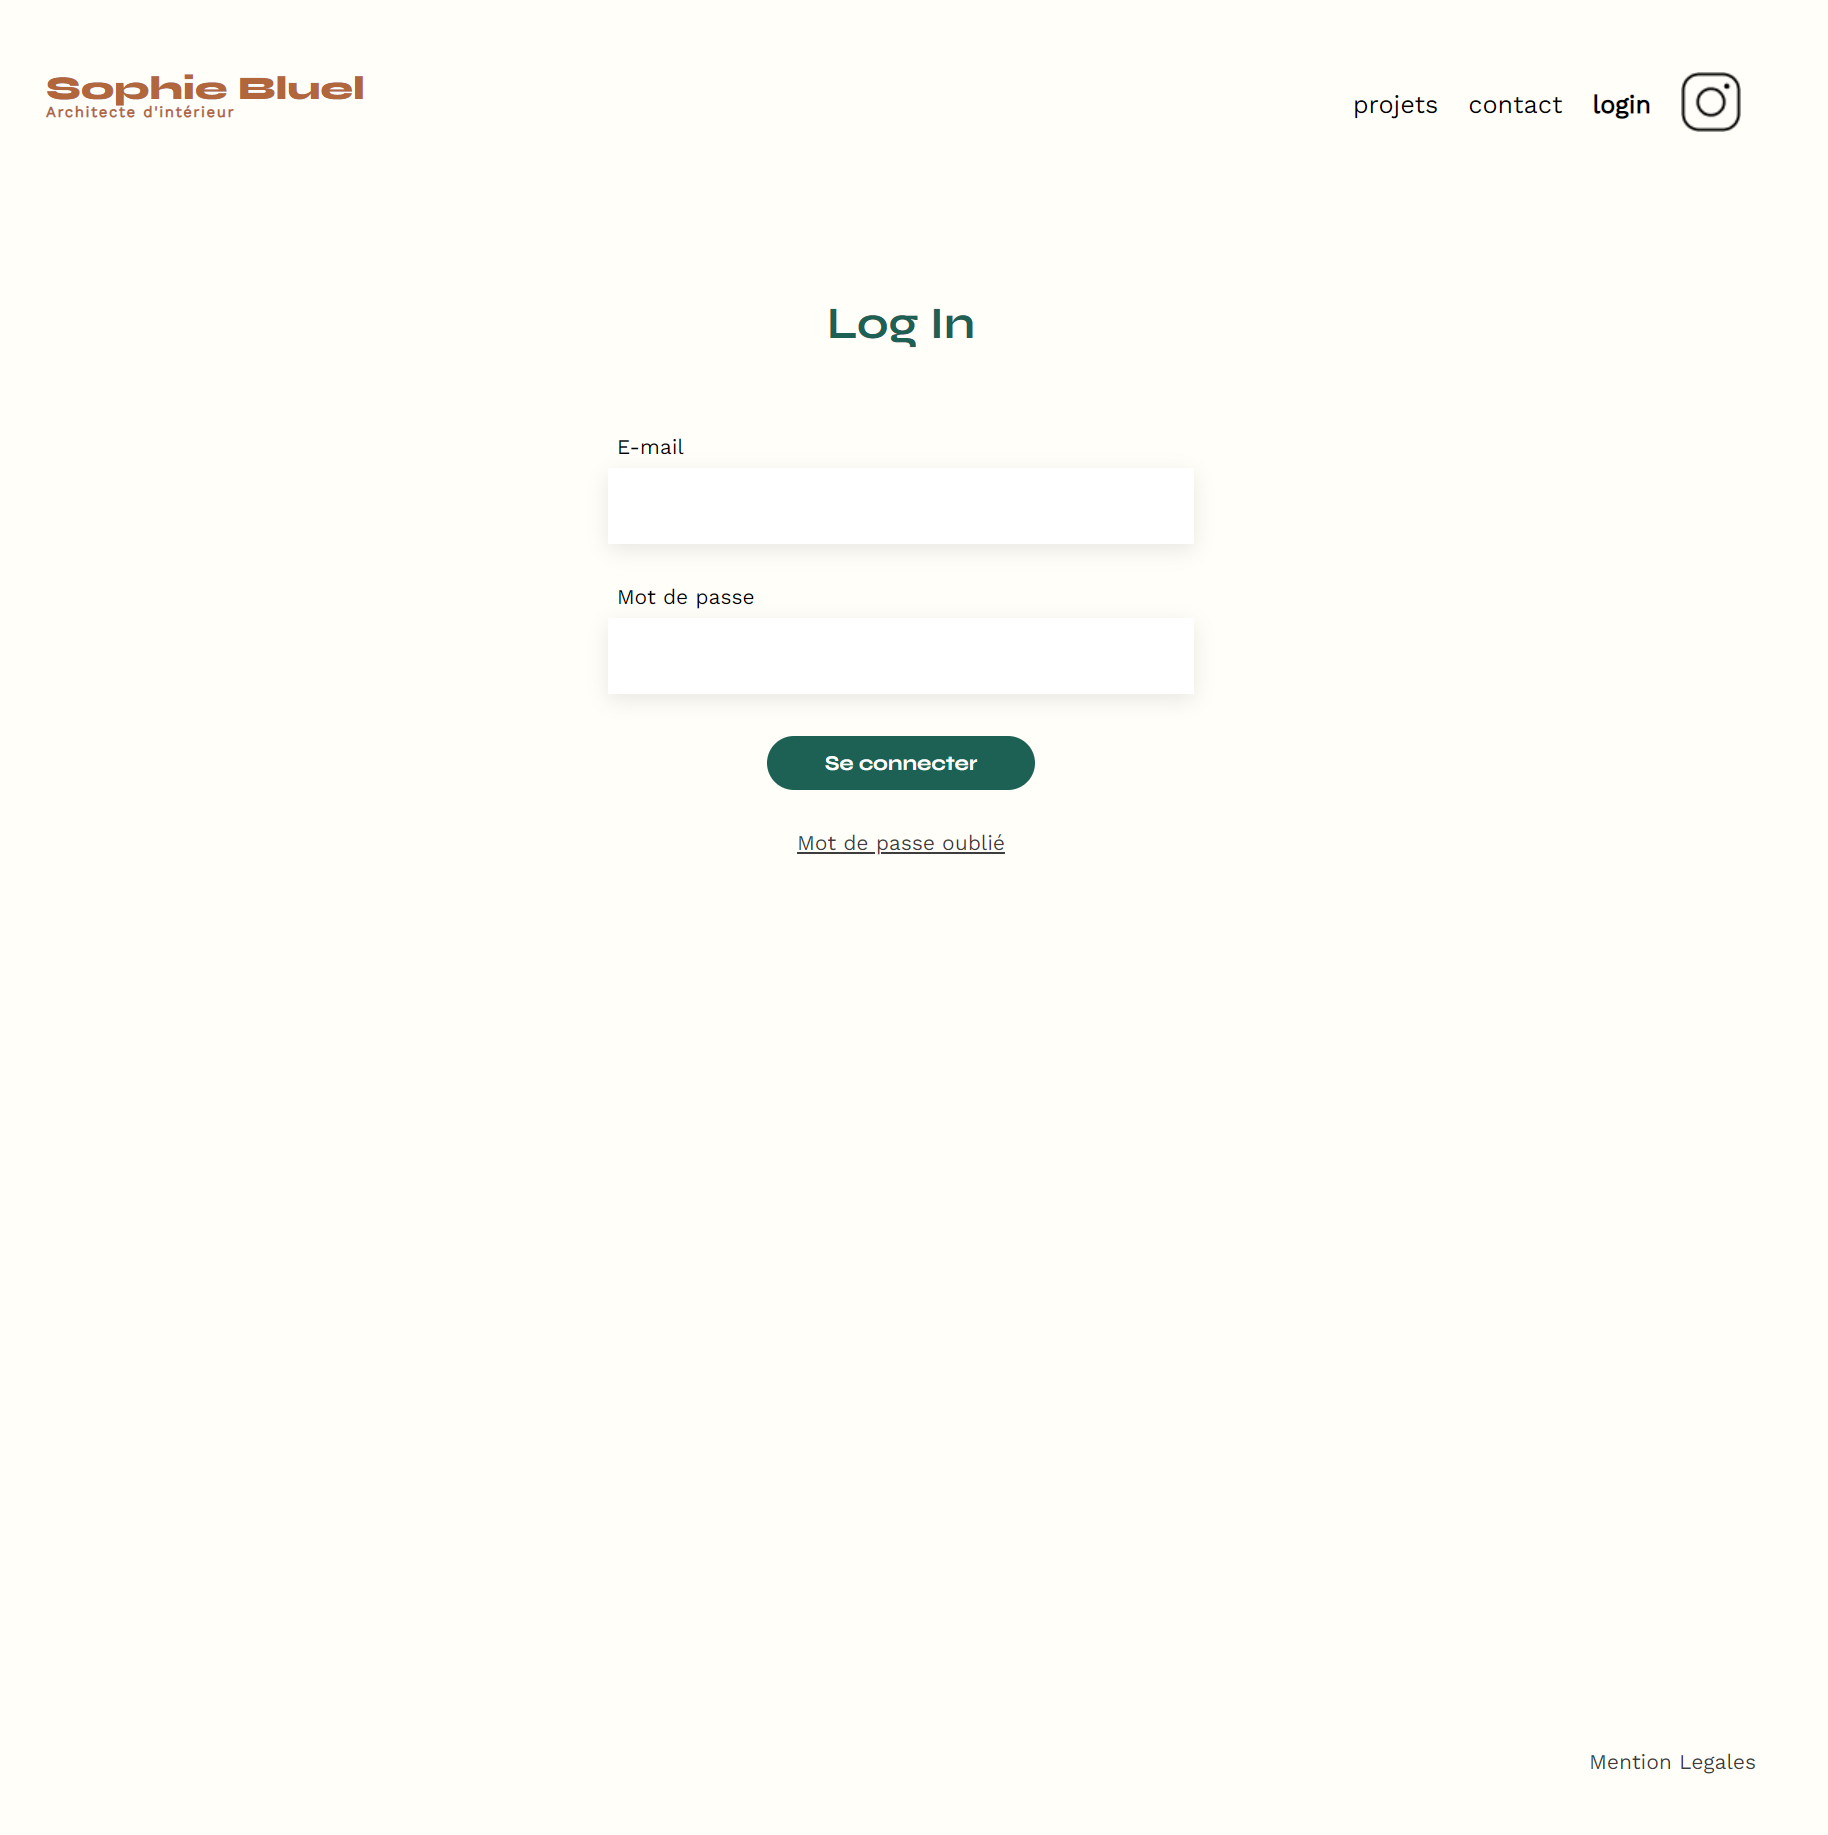 Sophie Bluel
Architecte d'intérieur
projets contact login
Log In
E-mail
Mot de passe
Se connecter
Mot de passe oublié
Mention Legales